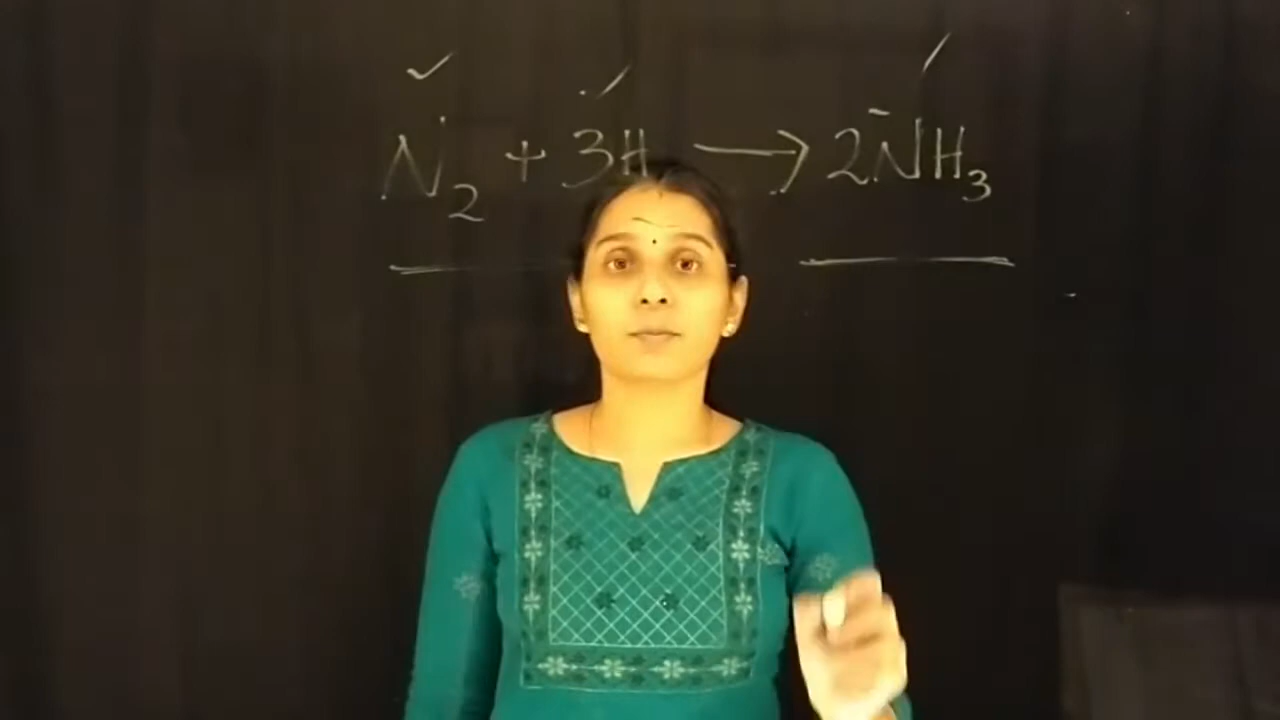 N₂ + 3H → 2NH₃